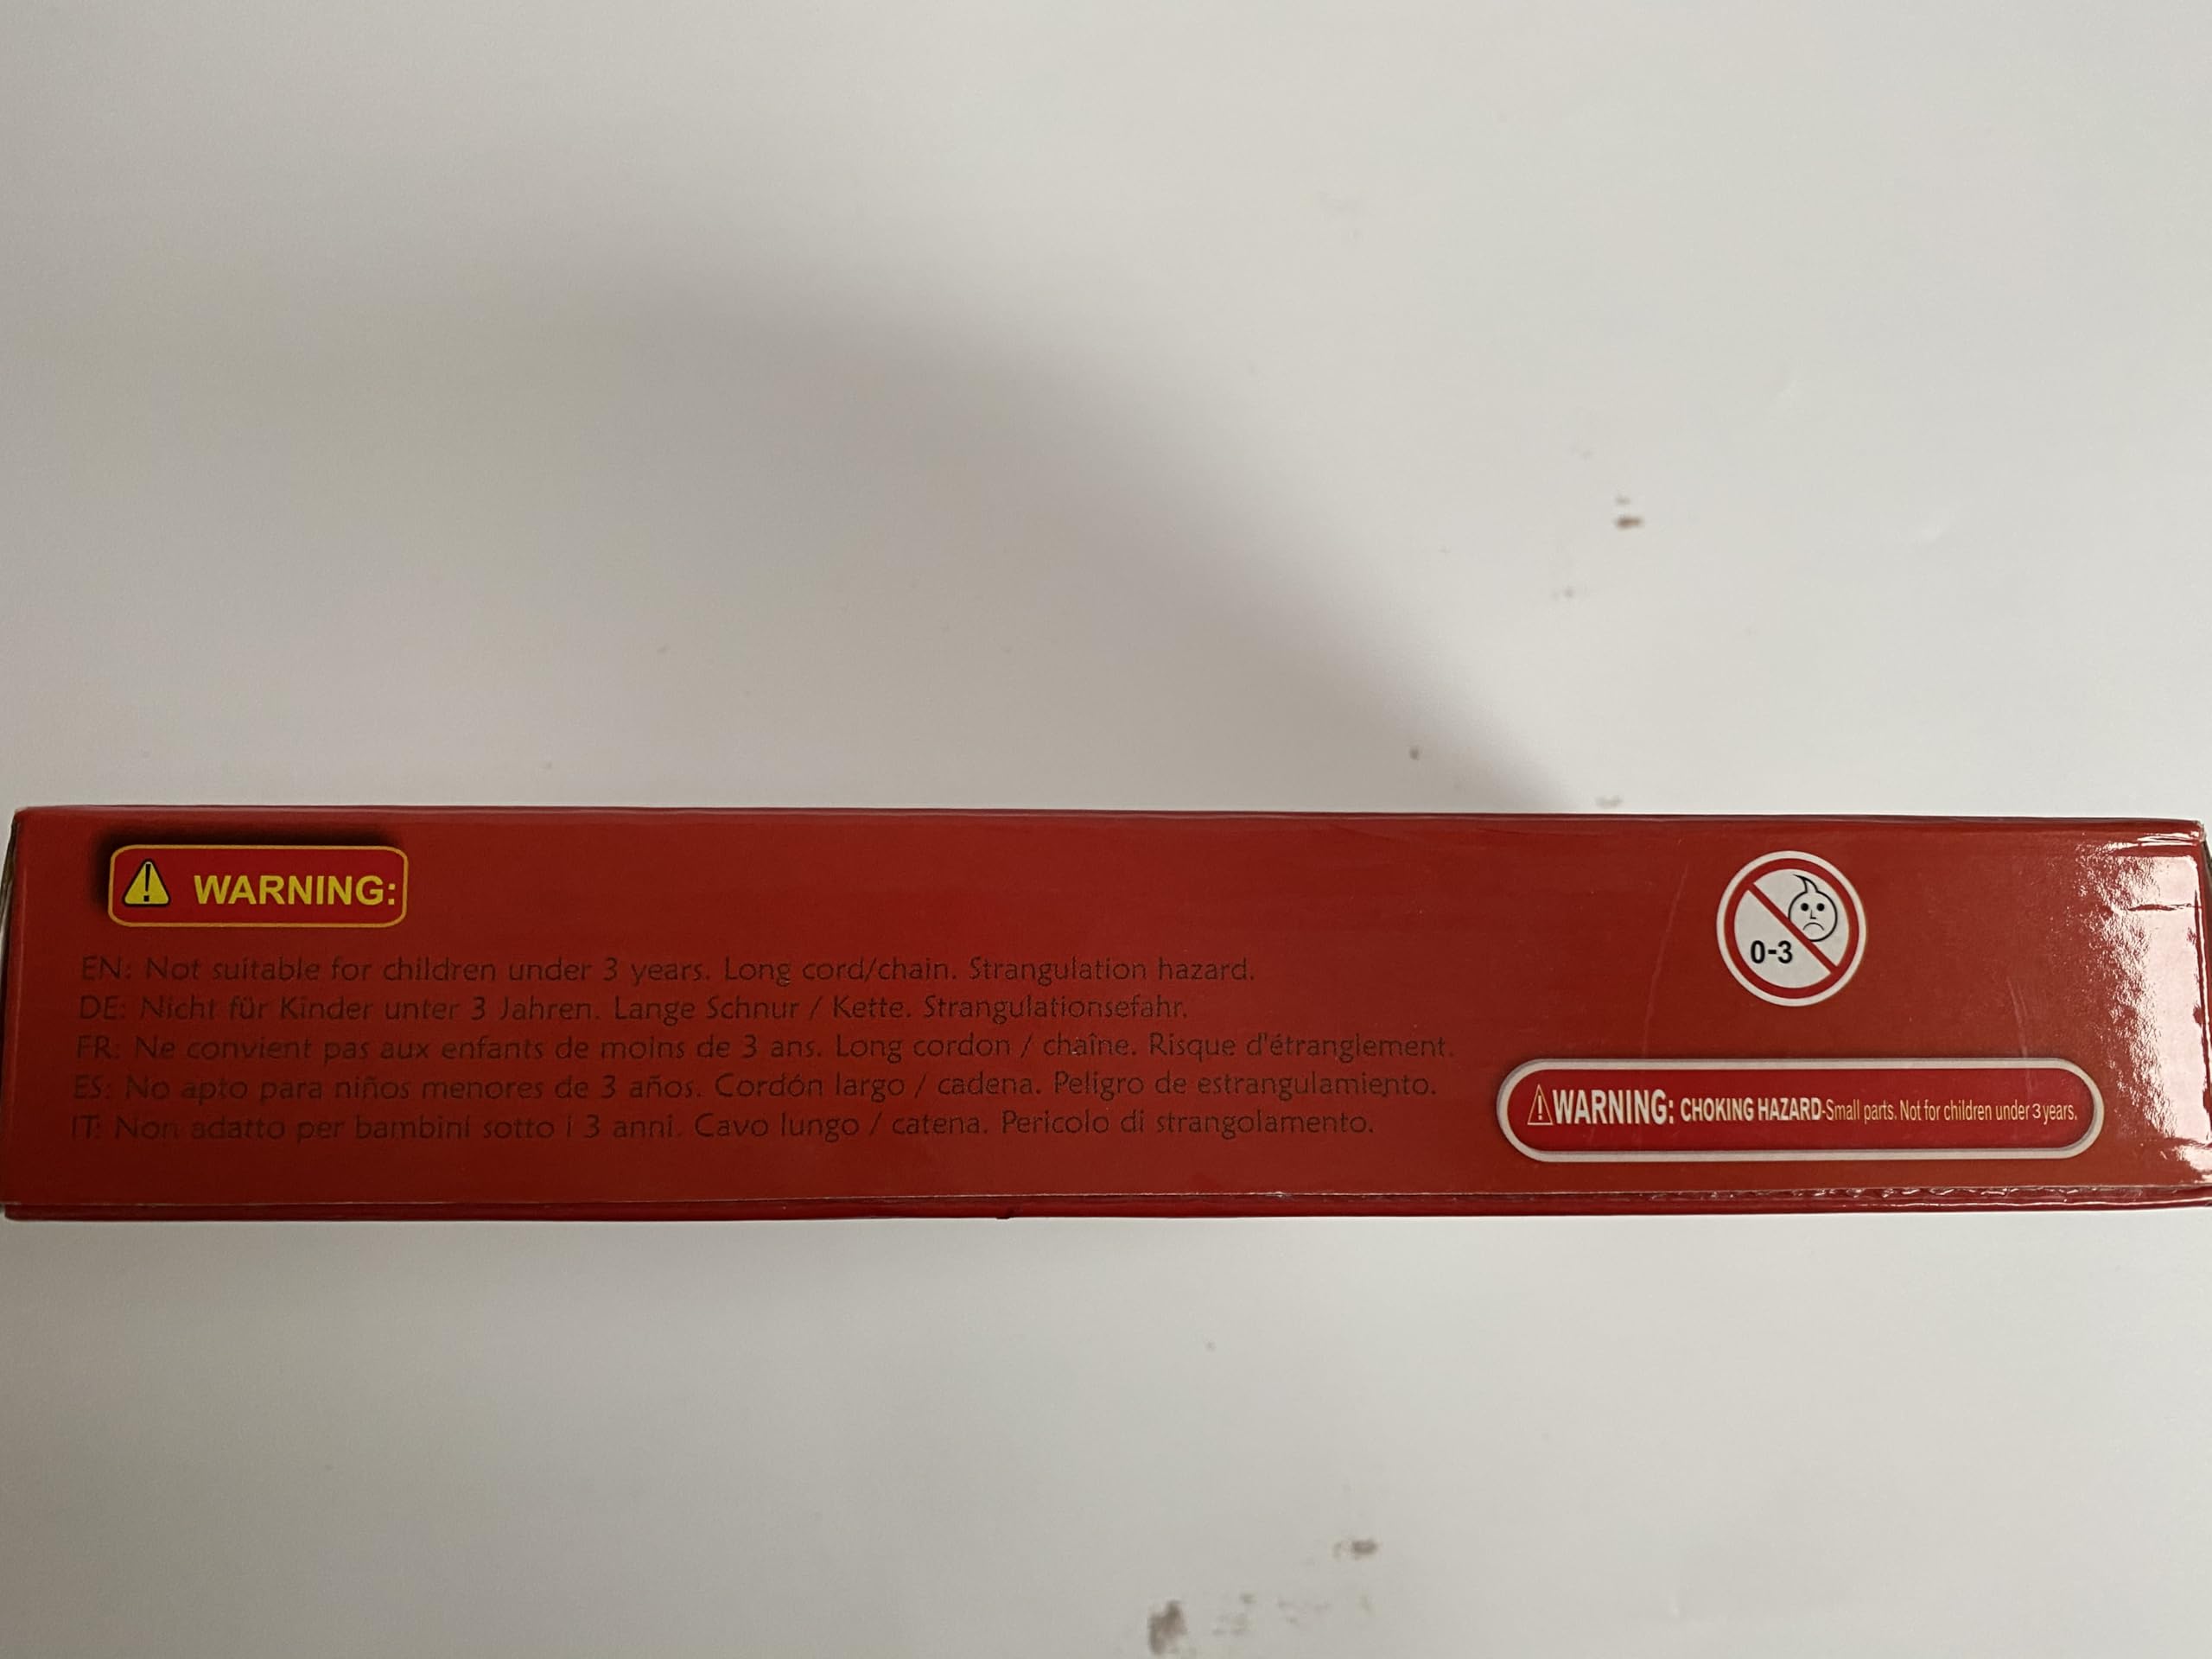 WARNING:
EN: Not suitable for children under 3 years. Long cord/chain. Strangulation hazard.
DE: Nicht für Kinder unter 3 Jahren. Lange Schnur / Kette. Strangulationsefahr.
FR: Ne convient pas aux enfants de moins de 3 ans. Long cordon / chaîne. Risque d'étranglement.
ES: No apto para niños menores de 3 años. Cordón largo / cadena. Peligro de estrangulamiento.
IT: Non adatto per bambini sotto i 3 anni. Cavo lungo / catena. Pericolo di strangolamento.
0-3
WARNING: CHOKING HAZARD-Small parts. Not for children under 3 years.